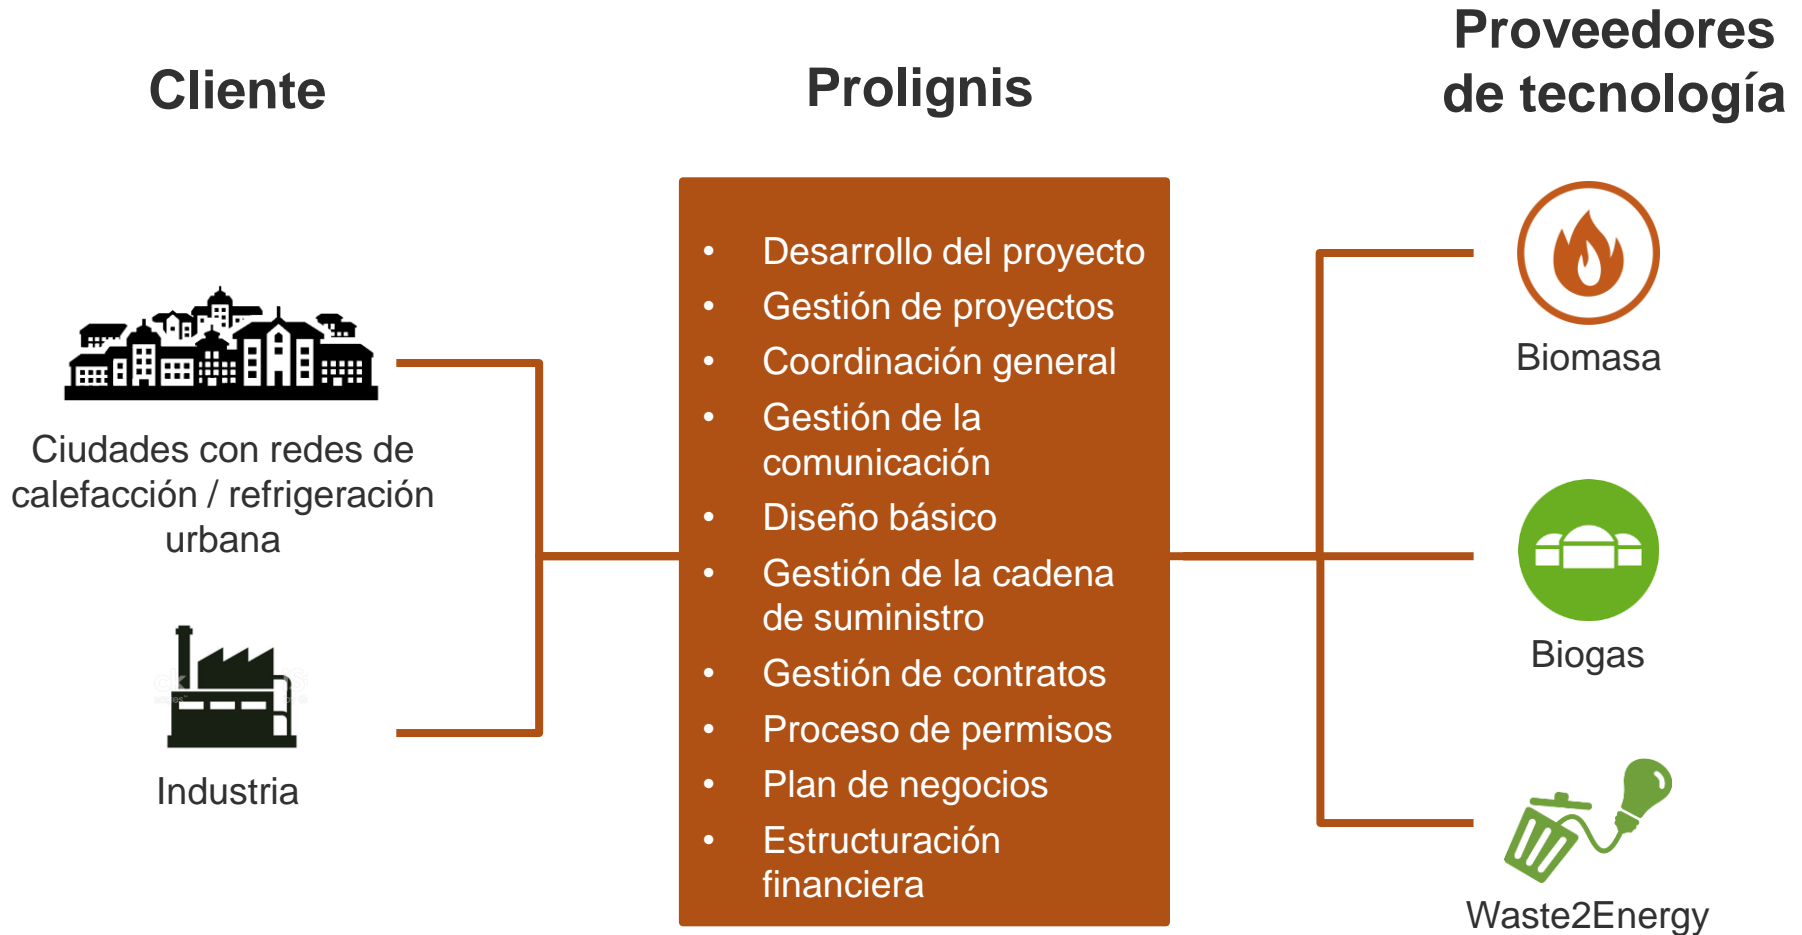 Cliente
Ciudades con redes de
calefacción / refrigeración
urbana
Industria
Prolignis
• Desarrollo del proyecto
• Gestión de proyectos
• Coordinación general
• Gestión de la
comunicación
• Diseño básico
• Gestión de la cadena
de suministro
• Gestión de contratos
• Proceso de permisos
• Plan de negocios
• Estructuración
financiera
Proveedores
de tecnología
Biomasa
Biogas
Waste2Energy